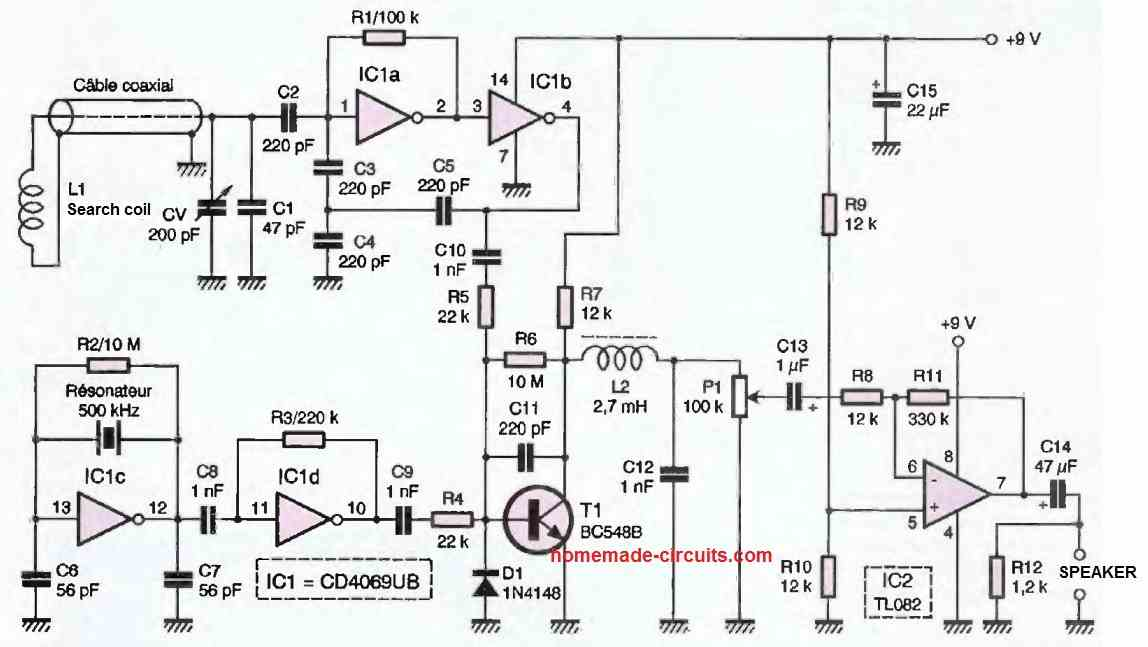 R1/100 k
+9 V
Câble coaxial
C2
220 pF
IC1a
1
2
14
IC1b
3
4
7
C15
22 µF
+
C3
220 pF
C5
220 pF
L1
Search coil
CV
200 pF
C1
47 pF
C4
220 pF
C10
1 nF
R5
22 k
R7
12 k
R9
12 k
R2/10 M
Résonateur
500 kHz
R3/220 k
R6
10 M
L2
2,7 mH
C11
220 pF
P1
100 k
C13
1 µF
+
R8
12 k
R11
330 k
+9 V
IC1c
13
12
C8
1 nF
IC1d
11
10
C9
1 nF
R4
22 k
T1
BC548B
homemade-circuits.com
C12
1 nF
6
-
8
7
+
5
4
C14
47 µF
+
C6
56 pF
C7
56 pF
IC1 = CD4069UB
D1
1N4148
R10
12 k
IC2
TL082
R12
1,2 k
SPEAKER